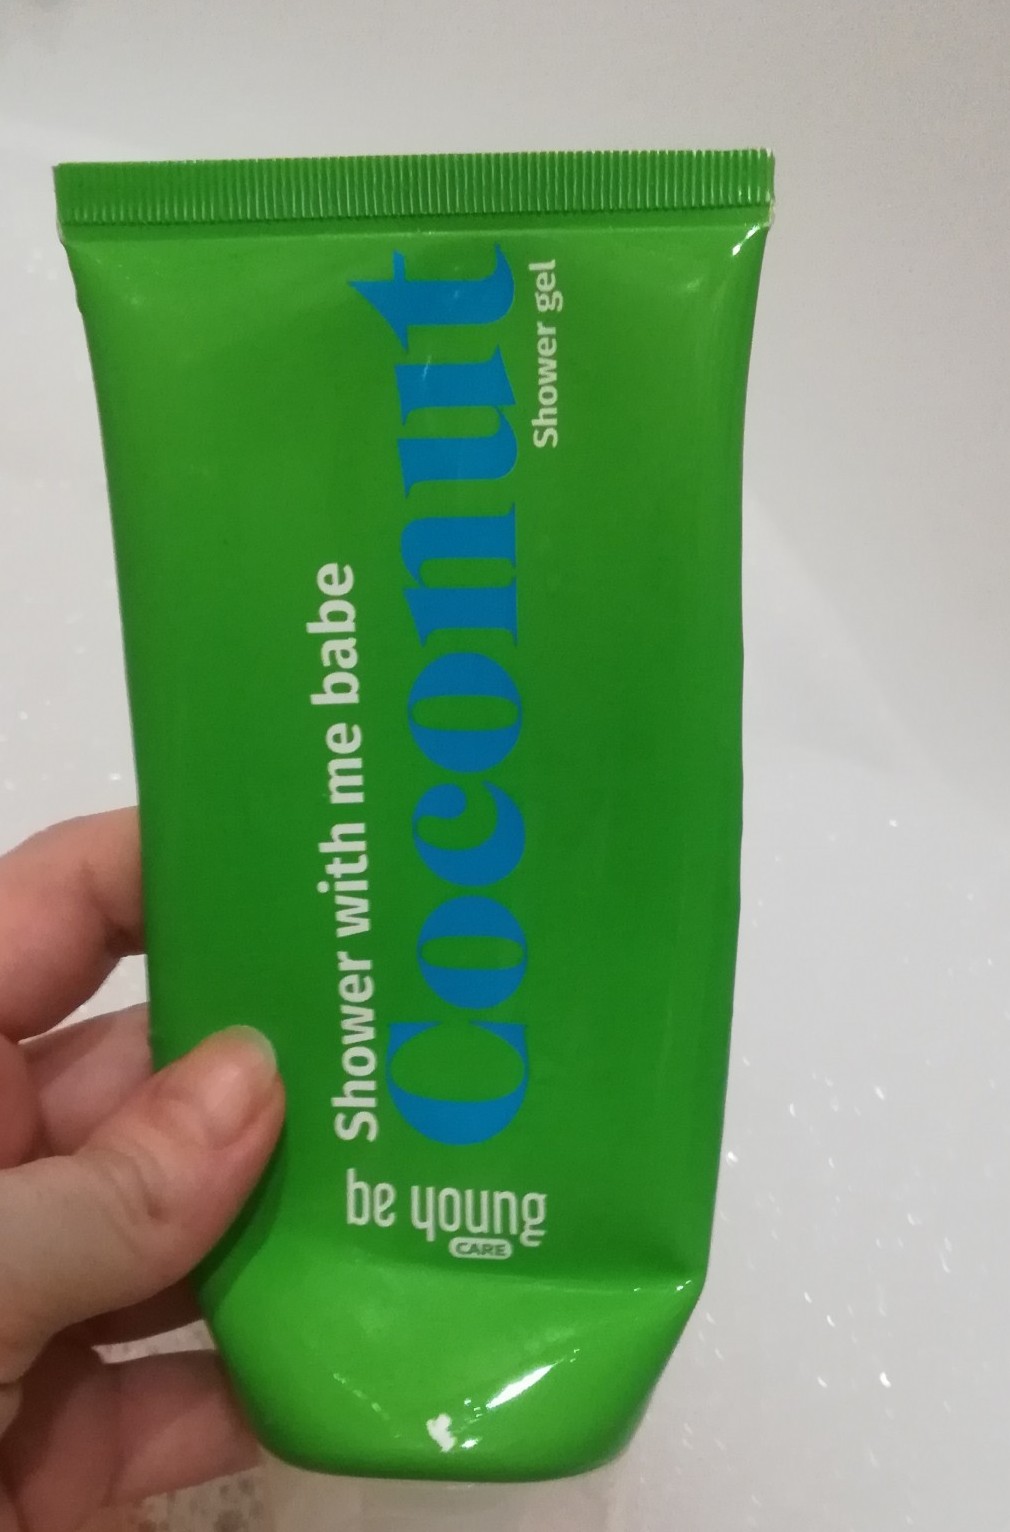 Shower with me babe
Coconut
Shower gel
be young
CARE